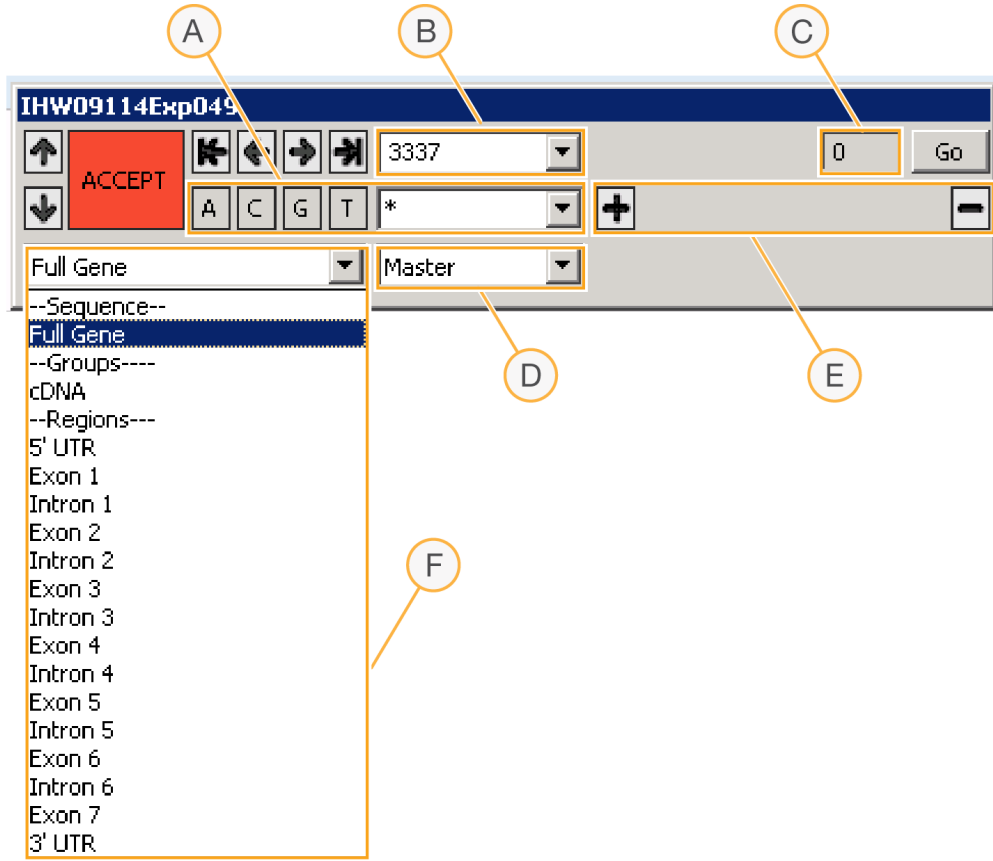 A B C
IHW09114Exp049
3337 0 Go
ACCEPT
A C G T *
Full Gene Master
--Sequence--
Full Gene
--Groups----
cDNA
--Regions---
5' UTR
Exon 1
Intron 1
Exon 2
Intron 2
Exon 3
Intron 3
Exon 4
Intron 4
Exon 5
Intron 5
Exon 6
Intron 6
Exon 7
3' UTR
D E
F